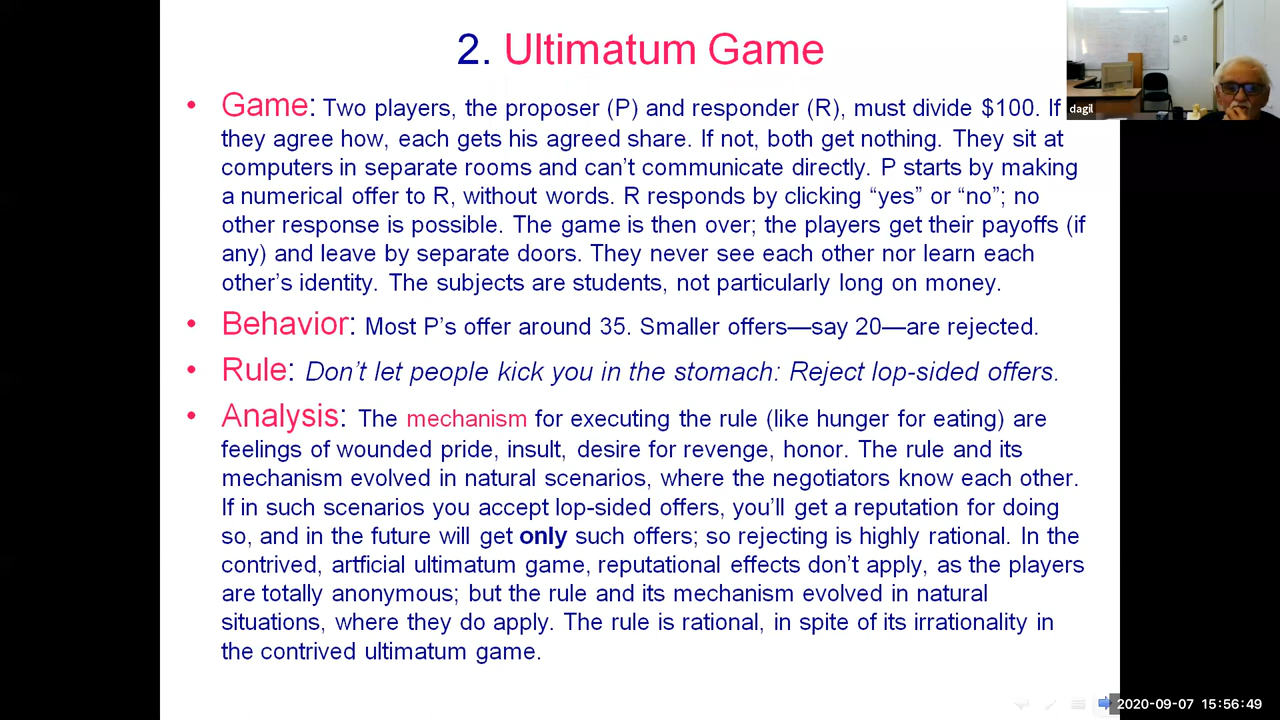 2. Ultimatum Game
• Game: Two players, the proposer (P) and responder (R), must divide $100. If
they agree how, each gets his agreed share. If not, both get nothing. They sit at
computers in separate rooms and can’t communicate directly. P starts by making
a numerical offer to R, without words. R responds by clicking “yes” or “no”; no
other response is possible. The game is then over; the players get their payoffs (if
any) and leave by separate doors. They never see each other nor learn each
other’s identity. The subjects are students, not particularly long on money.
• Behavior: Most P’s offer around 35. Smaller offers—say 20—are rejected.
• Rule: Don’t let people kick you in the stomach: Reject lop-sided offers.
• Analysis: The mechanism for executing the rule (like hunger for eating) are
feelings of wounded pride, insult, desire for revenge, honor. The rule and its
mechanism evolved in natural scenarios, where the negotiators know each other.
If in such scenarios you accept lop-sided offers, you’ll get a reputation for doing
so, and in the future will get only such offers; so rejecting is highly rational. In the
contrived, artficial ultimatum game, reputational effects don’t apply, as the players
are totally anonymous; but the rule and its mechanism evolved in natural
situations, where they do apply. The rule is rational, in spite of its irrationality in
the contrived ultimatum game.
dagil
2020-09-07 15:56:49